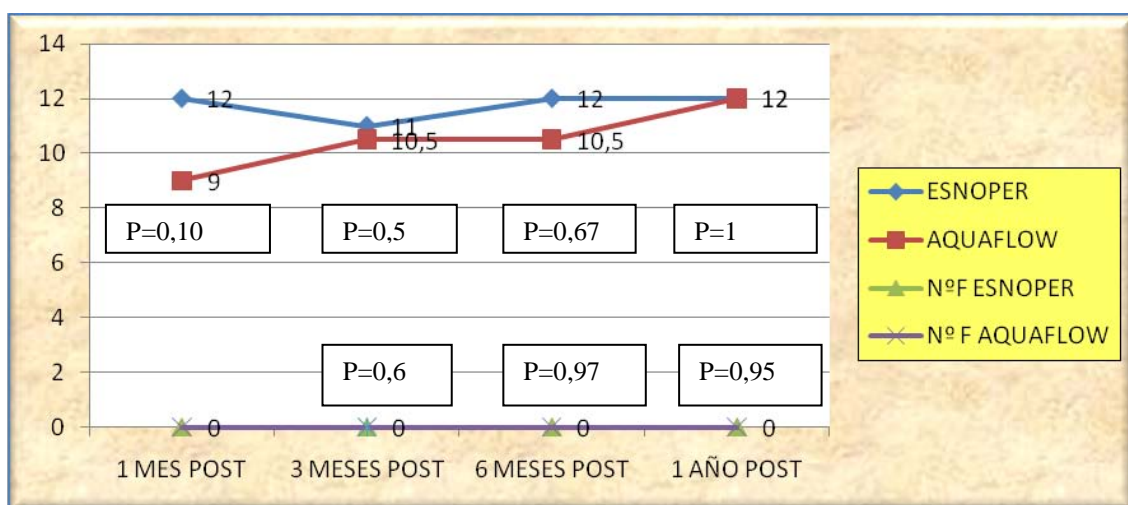 14
12
10
8
6
4
2
0
12
11
12
12
9
10,5
10,5
P=0,10
P=0,5
P=0,67
P=1
P=0,6
P=0,97
P=0,95
0
0
0
0
1 MES POST
3 MESES POST
6 MESES POST
1 AÑO POST
ESNOPER
AQUAFLOW
NºF ESNOPER
Nº F AQUAFLOW